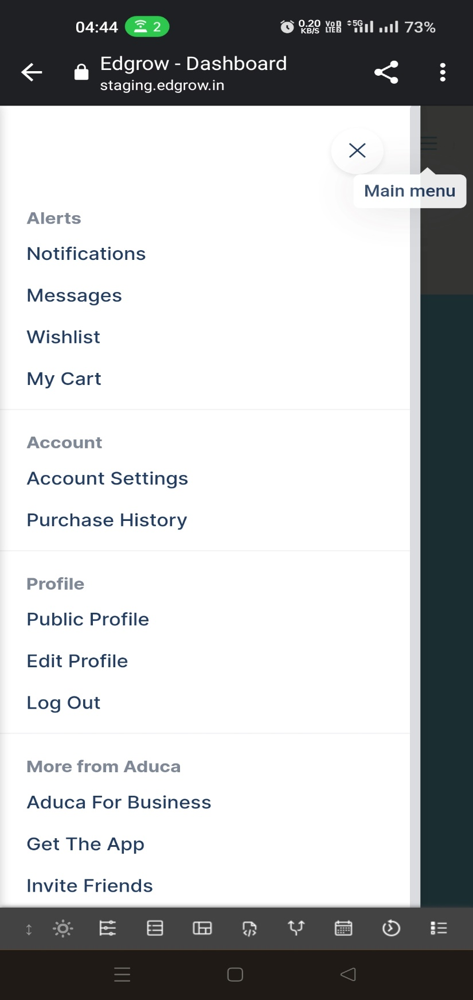 04:44 2 0.20 KB/S VoD LTE2 5G 73%
Edgrow - Dashboard
staging.edgrow.in
Main menu
Alerts
Notifications
Messages
Wishlist
My Cart
Account
Account Settings
Purchase History
Profile
Public Profile
Edit Profile
Log Out
More from Aduca
Aduca For Business
Get The App
Invite Friends